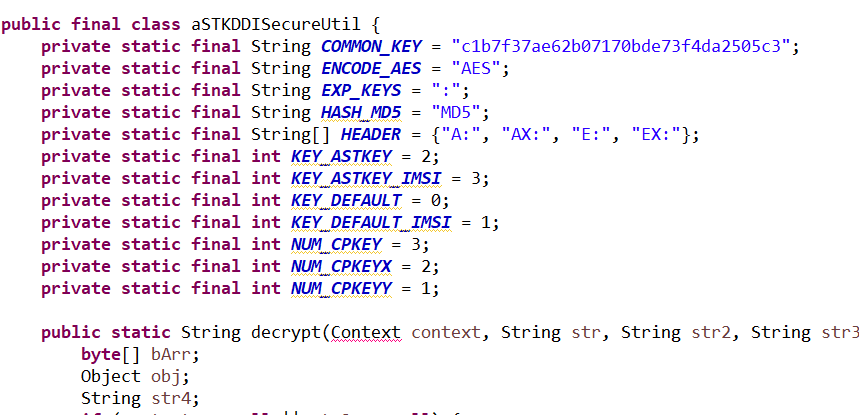 public final class aSTKDDISecureUtil {
private static final String COMMON_KEY = "c1b7f37ae62b07170bde73f4da2505c3";
private static final String ENCODE_AES = "AES";
private static final String EXP_KEYS = ":";
private static final String HASH_MD5 = "MD5";
private static final String[] HEADER = {"A:", "AX:", "E:", "EX:"};
private static final int KEY_ASTKEY = 2;
private static final int KEY_ASTKEY_IMSI = 3;
private static final int KEY_DEFAULT = 0;
private static final int KEY_DEFAULT_IMSI = 1;
private static final int NUM_CPKEY = 3;
private static final int NUM_CPKEYX = 2;
private static final int NUM_CPKEYY = 1;
public static String decrypt(Context context, String str, String str2, String str3
byte[] bArr;
Object obj;
String str4;